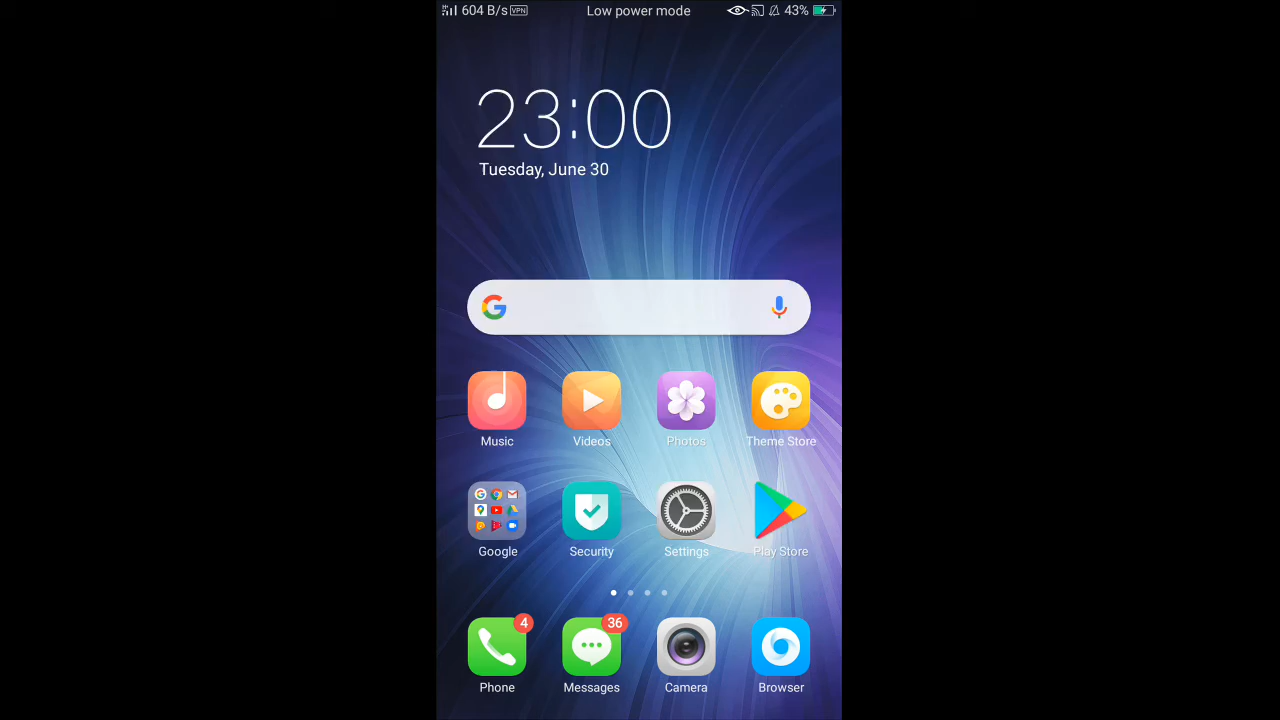 604 B/s VPN Low power mode 43%
23:00
Tuesday, June 30
Music Videos Photos Theme Store
Google Security Settings Play Store
4 36
Phone Messages Camera Browser